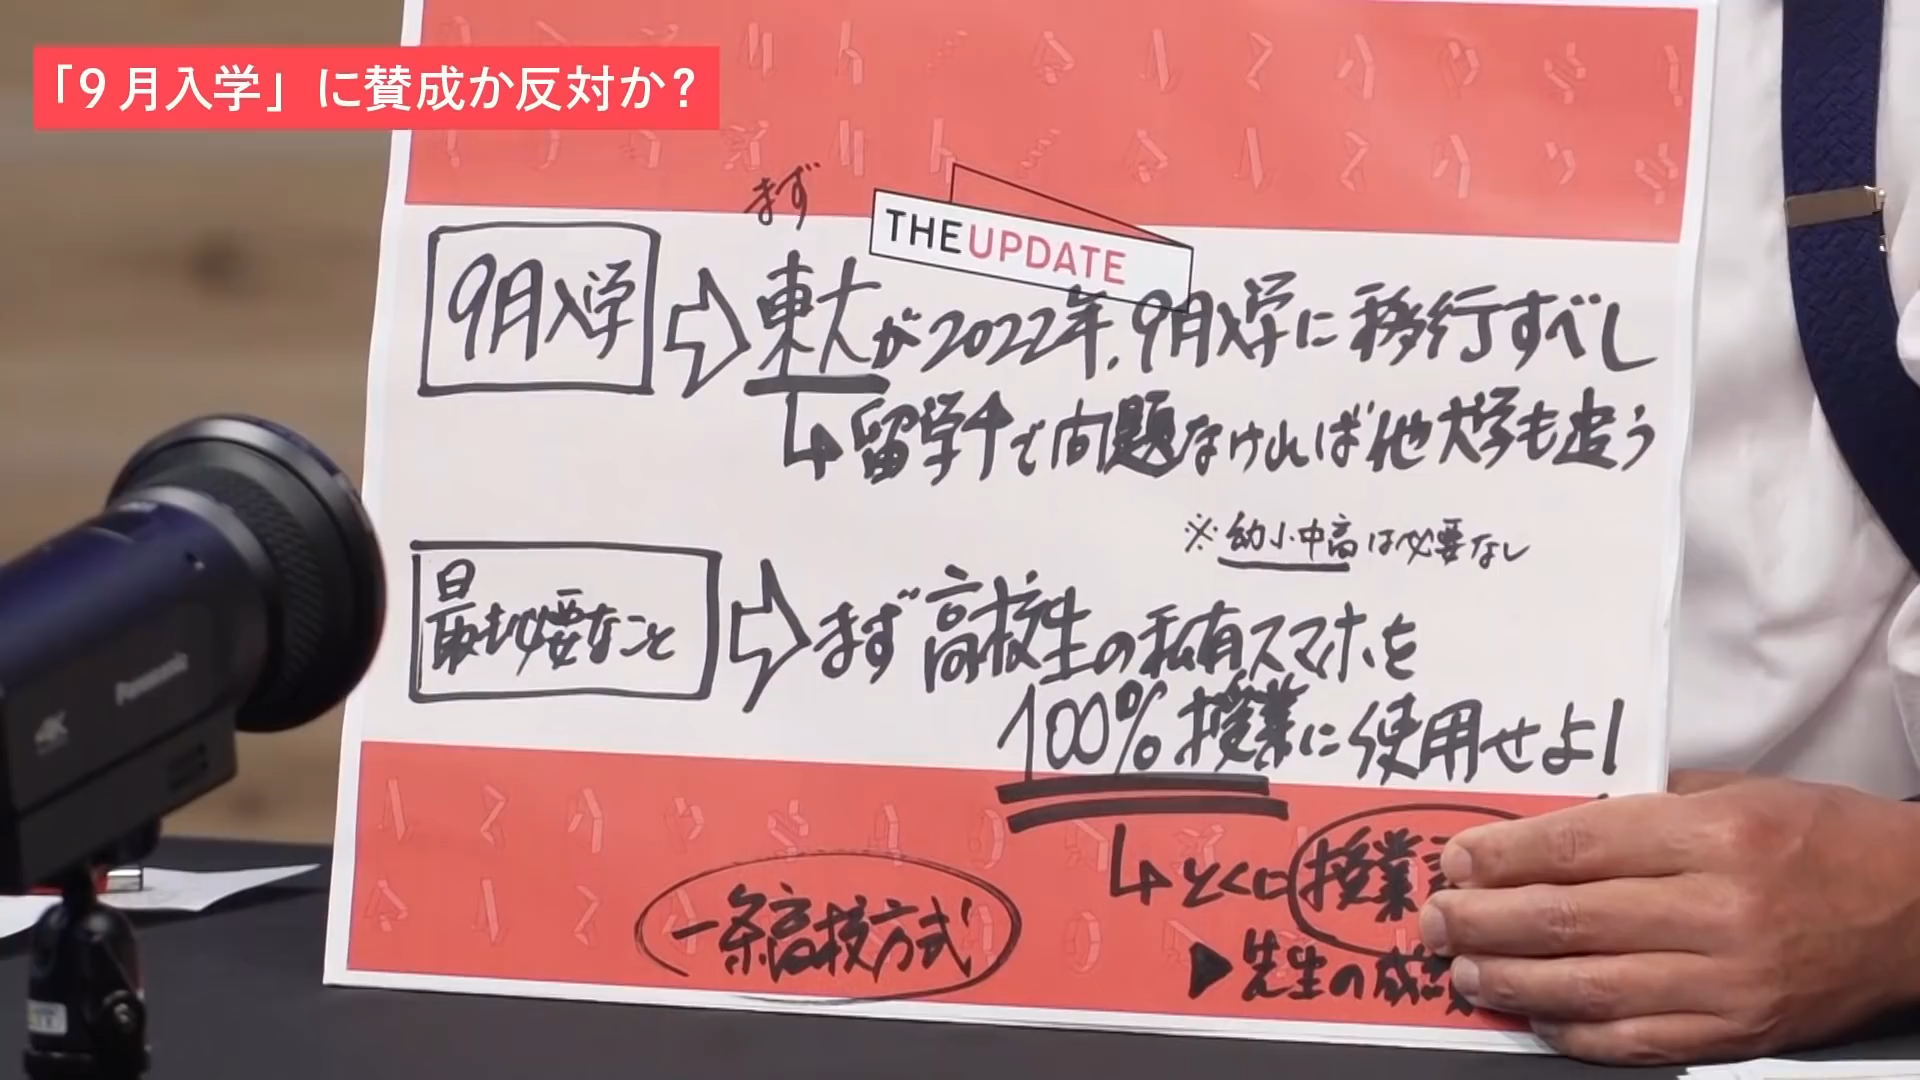 「9月入学」に賛成か反対か?
THE UPDATE
まず
9月入学 ⇨ 東大が2022年、9月入学に移行すべし
↳ 留学＋で問題なければ他大学も追う
※幼小中高は必要なし
最も必要なこと ⇨ まず高校生の私有スマホを
100%授業に使用せよ!
↳ とくに授業
▶先生の成績
一条高校方式
Panasonic
4K